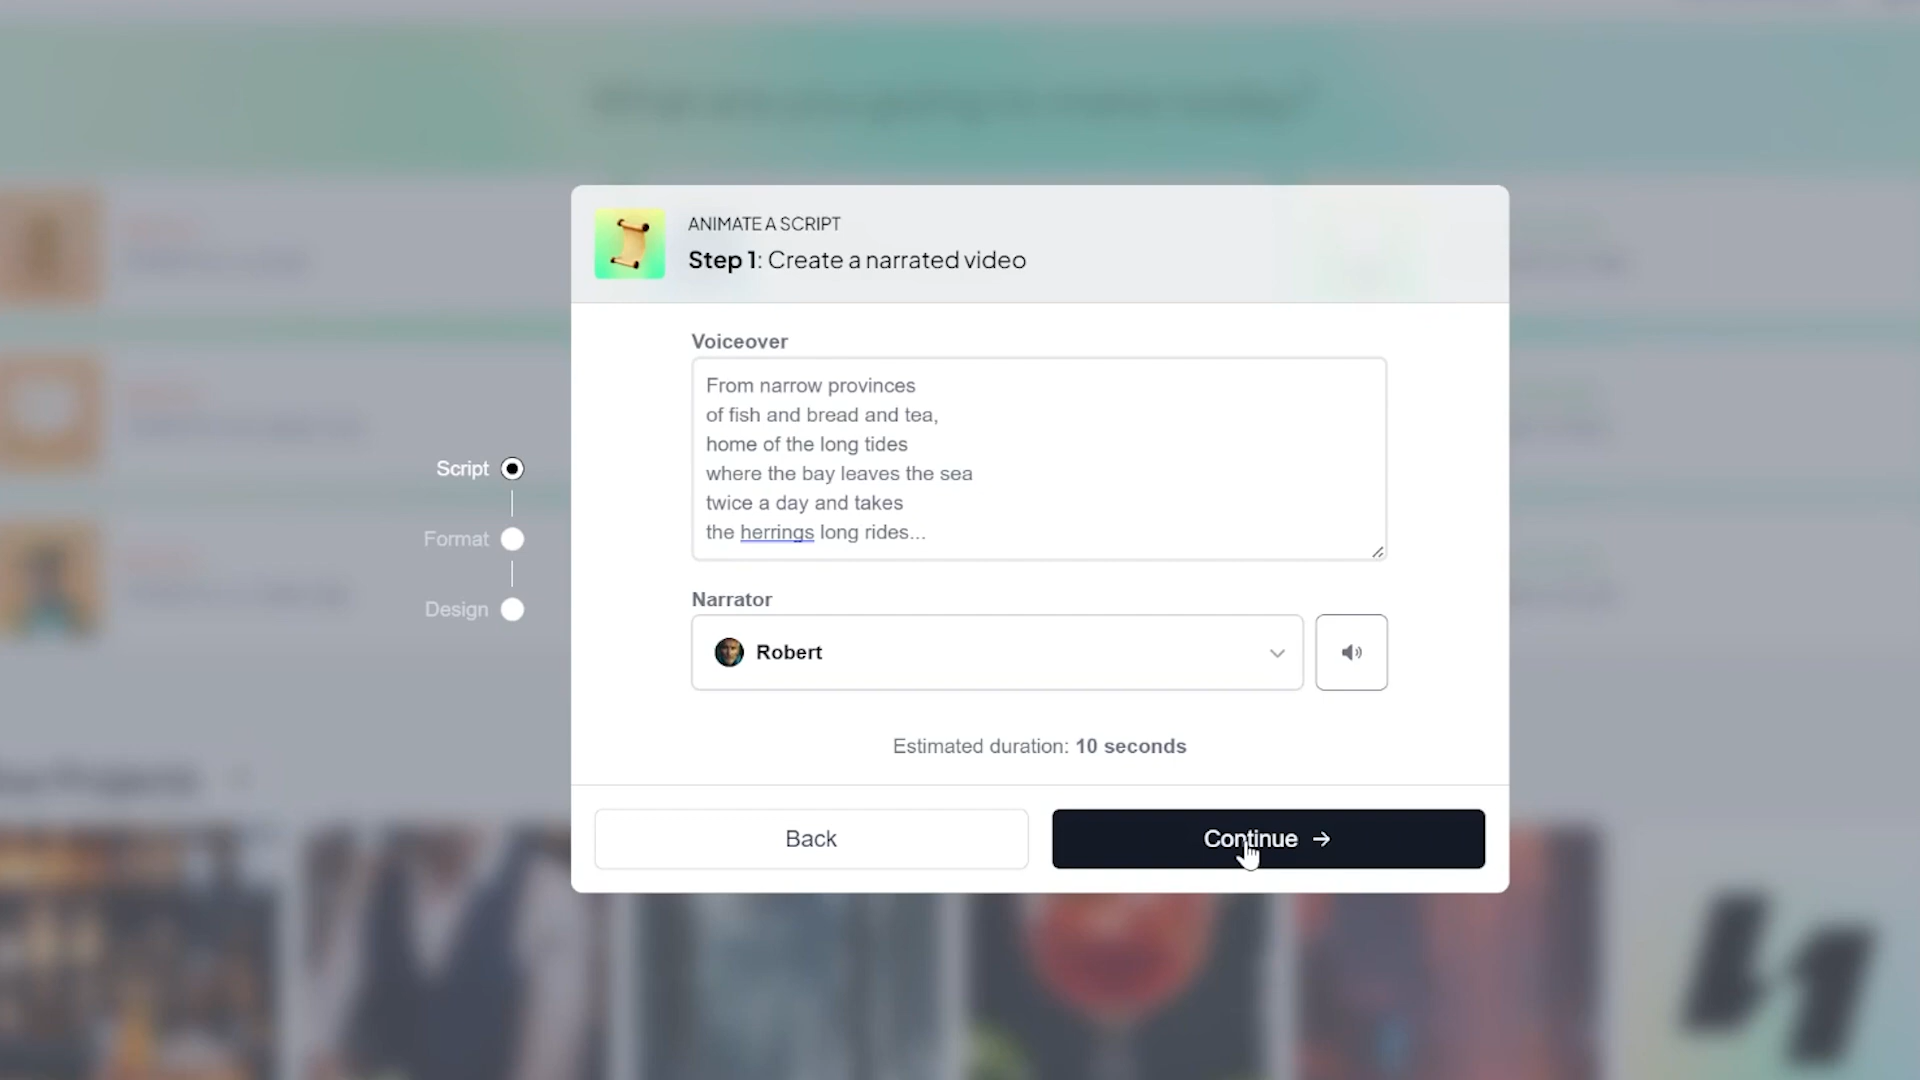 ANIMATE A SCRIPT
Step 1: Create a narrated video
Voiceover
From narrow provinces
of fish and bread and tea,
home of the long tides
where the bay leaves the sea
twice a day and takes
the herrings long rides...
Script
Format
Design
Narrator
Robert
Estimated duration: 10 seconds
Back
Continue →